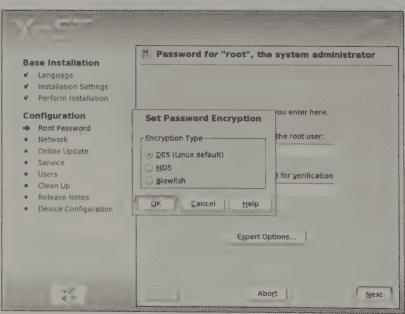 YaST
Base Installation
✔ Language
✔ Installation Settings
✔ Perform Installation
Configuration
Root Password
• Network
• Online Update
• Service
• Users
• Clean Up
• Release Notes
• Device Configuration
Password for "root", the system administrator
you enter here.
the root user:
for verification
Set Password Encryption
Encryption Type
DES (Linux default)
MD5
Blowfish
OK
Cancel
Help
Expert Options...
Abort
Next